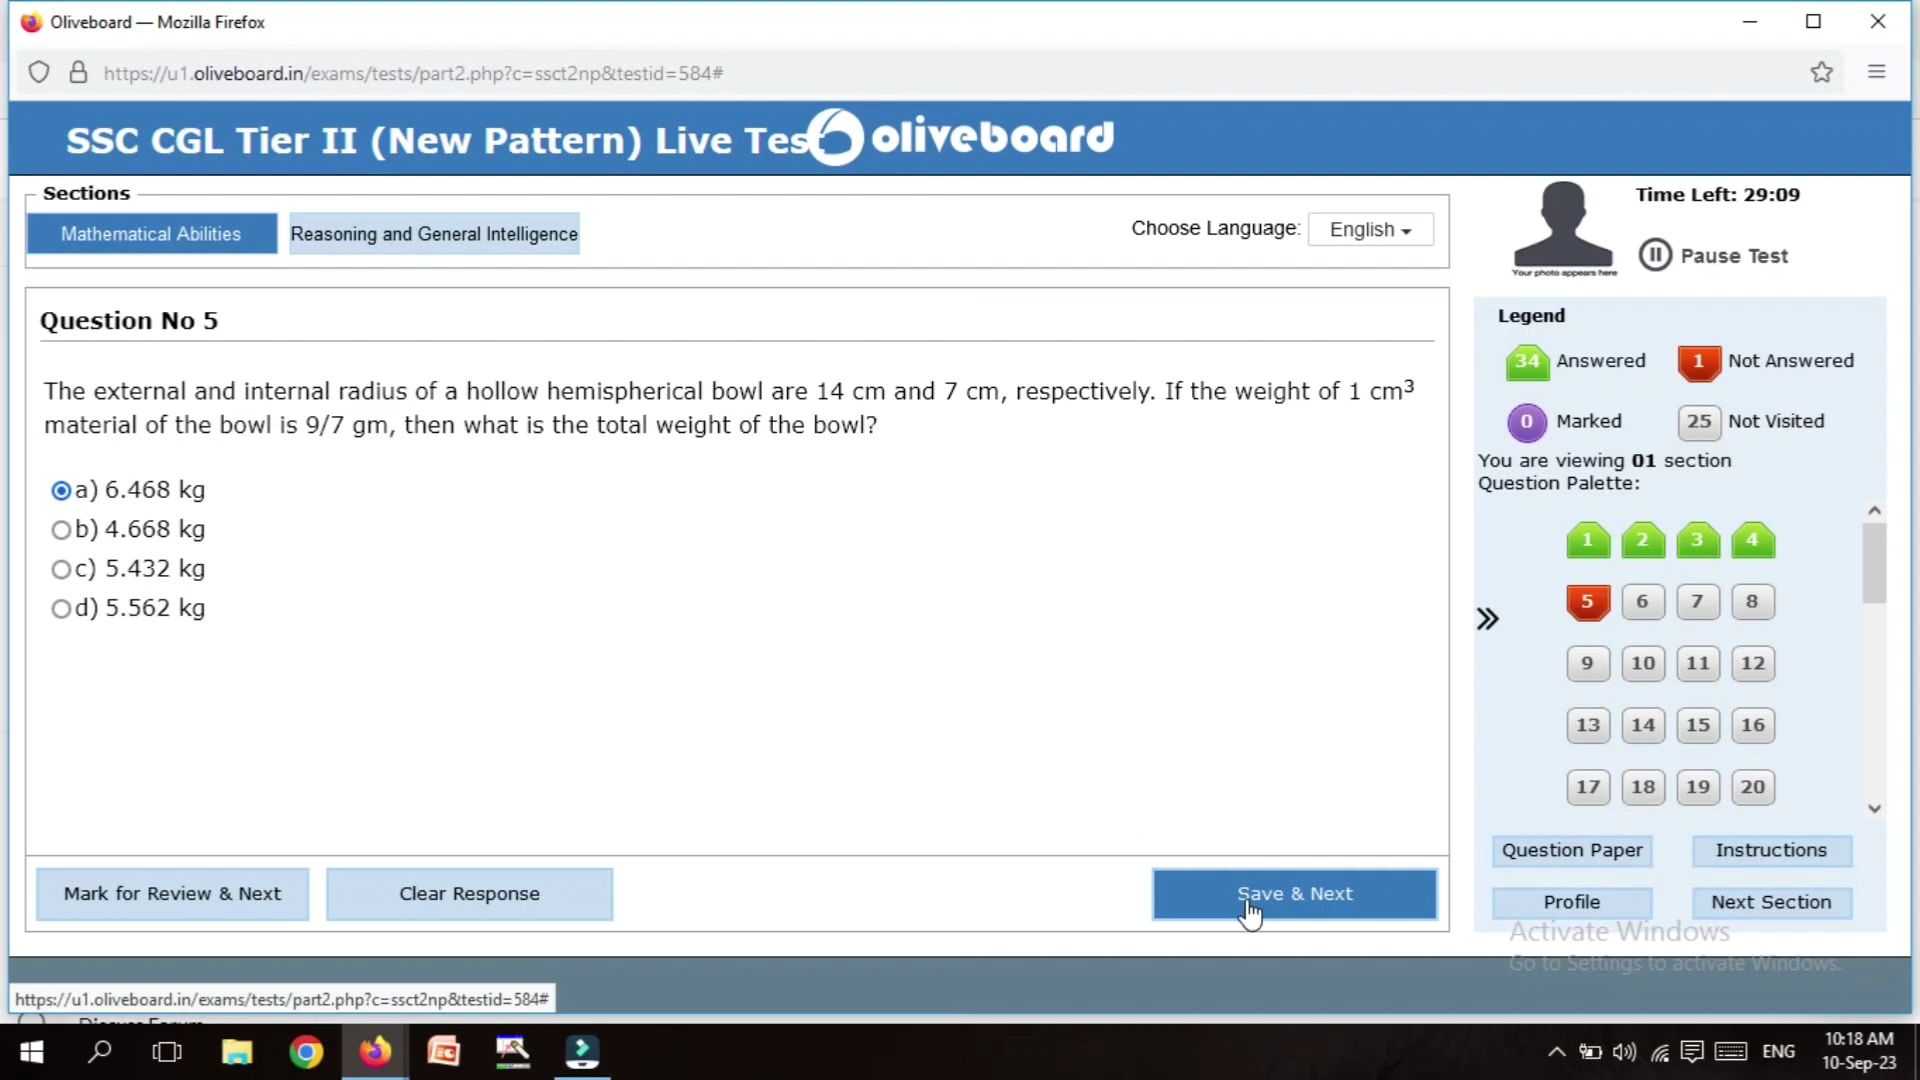 Oliveboard — Mozilla Firefox
https://u1.oliveboard.in/exams/tests/part2.php?c=ssct2np&testid=584#
SSC CGL Tier II (New Pattern) Live Tes
oliveboard
Sections
Mathematical Abilities
Reasoning and General Intelligence
Choose Language:
English
Your photo appears here
Time Left: 29:09
Pause Test
Question No 5
The external and internal radius of a hollow hemispherical bowl are 14 cm and 7 cm, respectively. If the weight of 1 cm³
material of the bowl is 9/7 gm, then what is the total weight of the bowl?
a) 6.468 kg
b) 4.668 kg
c) 5.432 kg
d) 5.562 kg
Mark for Review & Next
Clear Response
Save & Next
Legend
34 Answered
1 Not Answered
0 Marked
25 Not Visited
You are viewing 01 section
Question Palette:
1 2 3 4
5 6 7 8
9 10 11 12
13 14 15 16
17 18 19 20
Question Paper
Instructions
Profile
Next Section
Activate Windows
Go to Settings to activate Windows.
https://u1.oliveboard.in/exams/tests/part2.php?c=ssct2np&testid=584#
ENG
10:18 AM
10-Sep-23